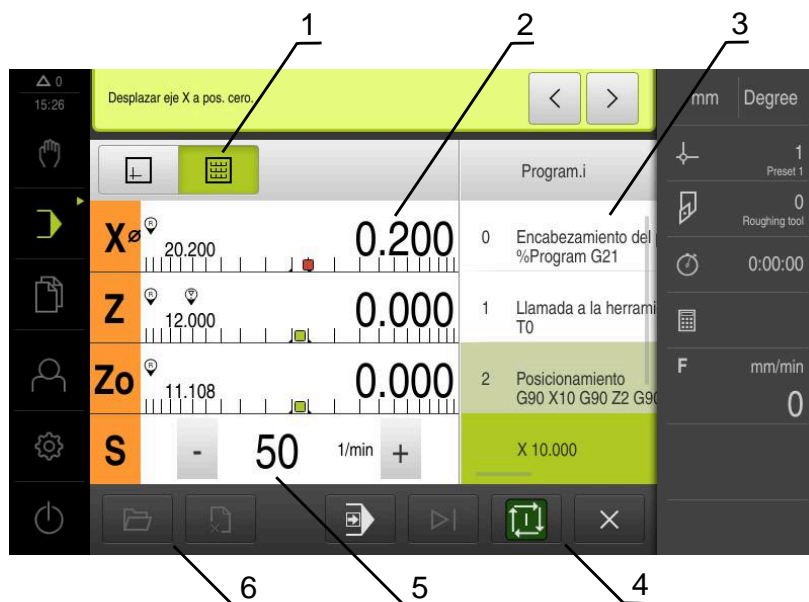 1
2
3
0
15:26
Desplazar eje X a pos. cero.
<
>
mm
Degree
Program.i
1
Preset 1
X⌀
R
20.200
0.200
0
Encabezamiento del
%Program G21
0
Roughing tool
0:00:00
Z
R
12.000
0.000
1
Llamada a la herrami
T0
Zo
R
11.108
0.000
2
Posicionamiento
G90 X10 G90 Z2 G90
F
mm/min
0
S
-
50
1/min
+
X 10.000
6
5
4